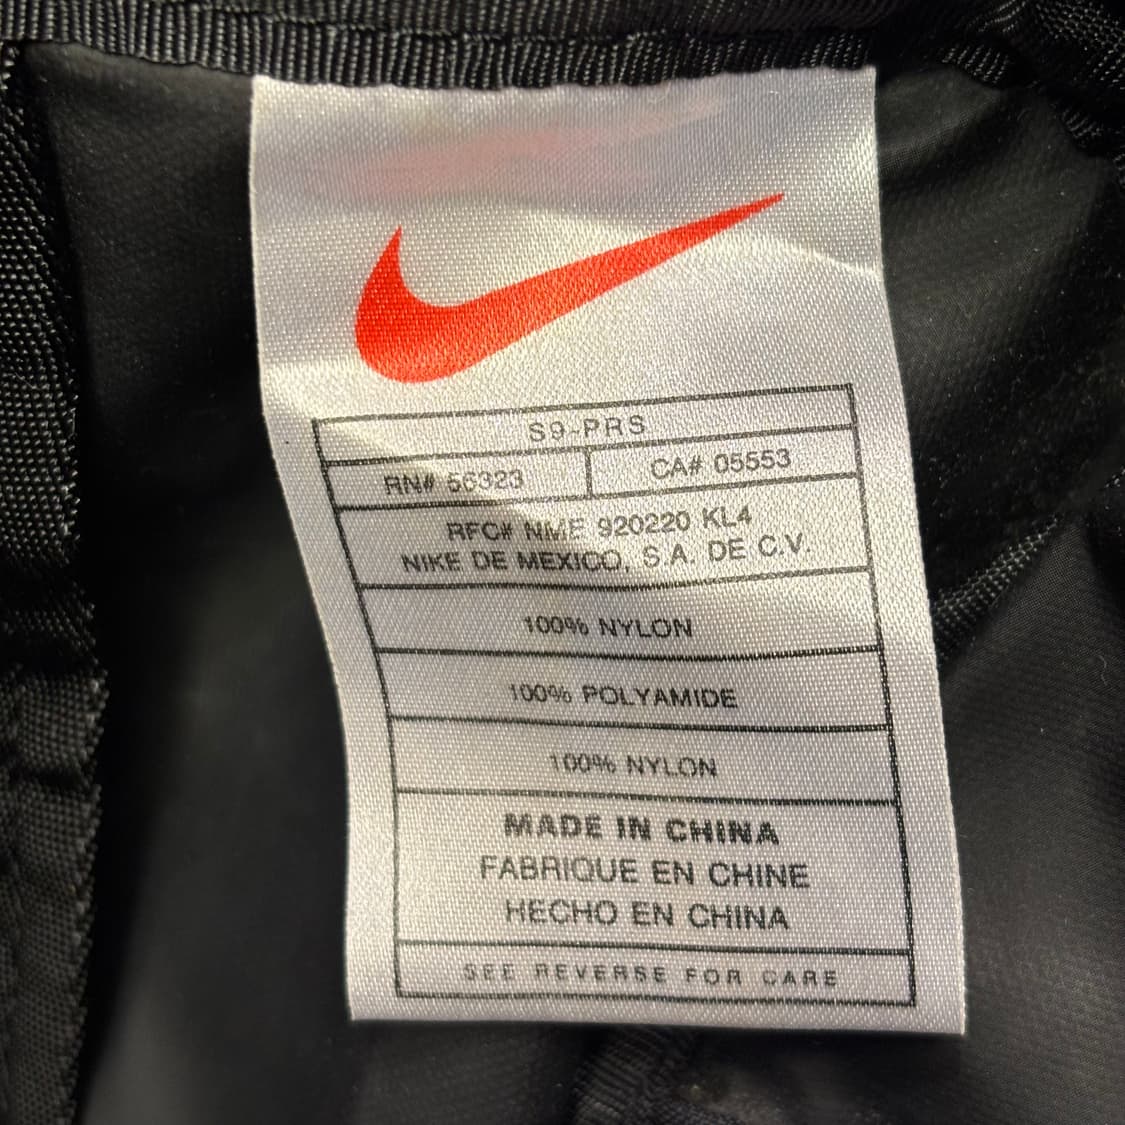 S9-PRS
RN# 56323
CA# 05553
RFC# NME 920220 KL4
NIKE DE MEXICO, S.A. DE C.V.
100% NYLON
100% POLYAMIDE
100% NYLON
MADE IN CHINA
FABRIQUE EN CHINE
HECHO EN CHINA
SEE REVERSE FOR CARE